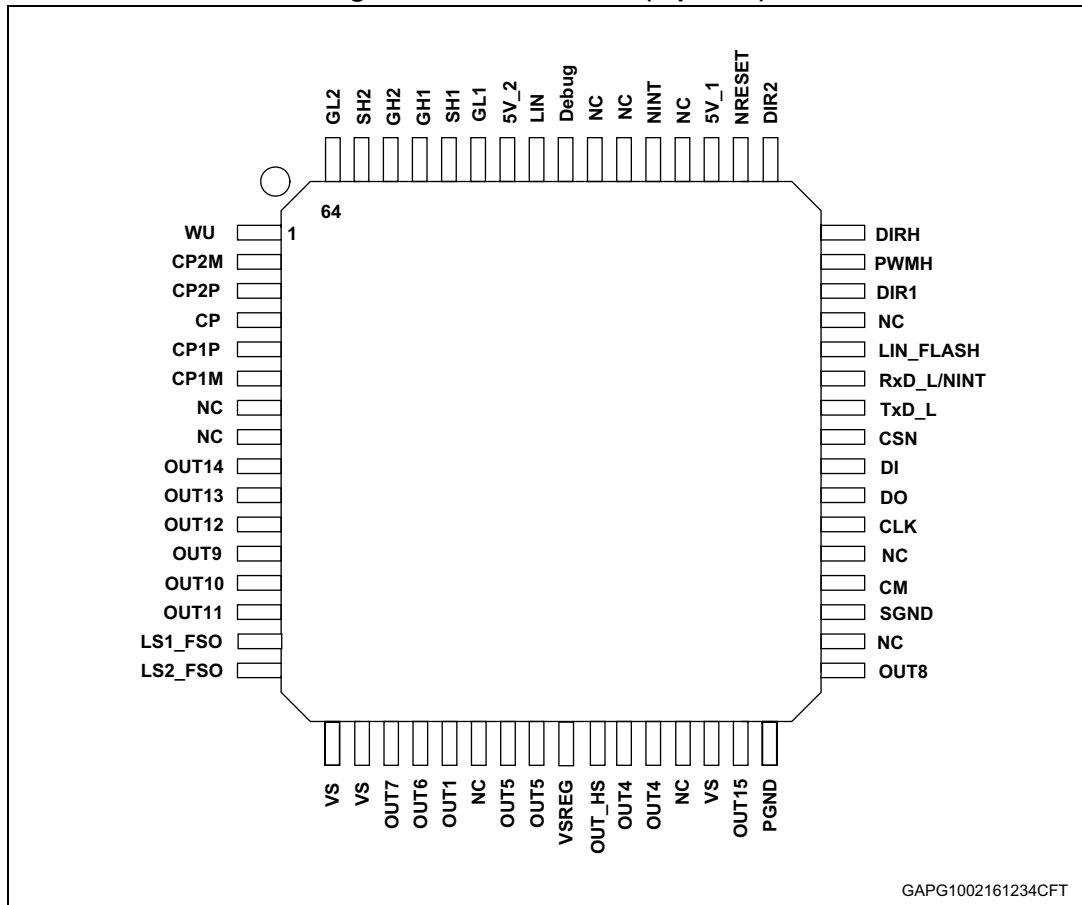 GL2
SH2
GH2
GH1
SH1
GL1
5V_2
LIN
Debug
NC
NC
NINT
NC
5V_1
NRESET
DIR2
64
1
WU
CP2M
CP2P
CP
CP1P
CP1M
NC
NC
OUT14
OUT13
OUT12
OUT9
OUT10
OUT11
LS1_FSO
LS2_FSO
DIRH
PWMH
DIR1
NC
LIN_FLASH
RxD_L/NINT
TxD_L
CSN
DI
DO
CLK
NC
CM
SGND
NC
OUT8
VS
VS
OUT7
OUT6
OUT1
NC
OUT5
OUT5
VSREG
OUT_HS
OUT4
OUT4
NC
VS
OUT15
PGND
GAPG1002161234CFT